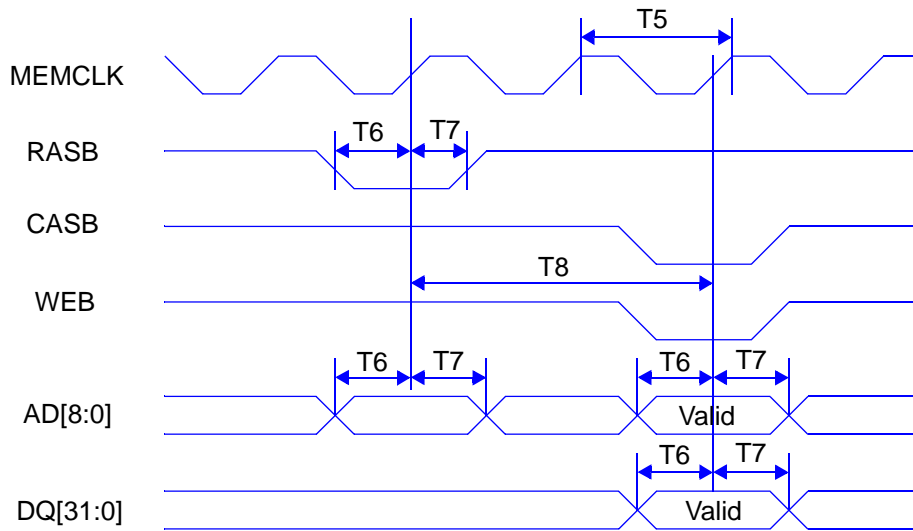 T5
MEMCLK
T6 T7
RASB
CASB
T8
WEB
T6 T7 T6 T7
AD[8:0] Valid
T6 T7
DQ[31:0] Valid